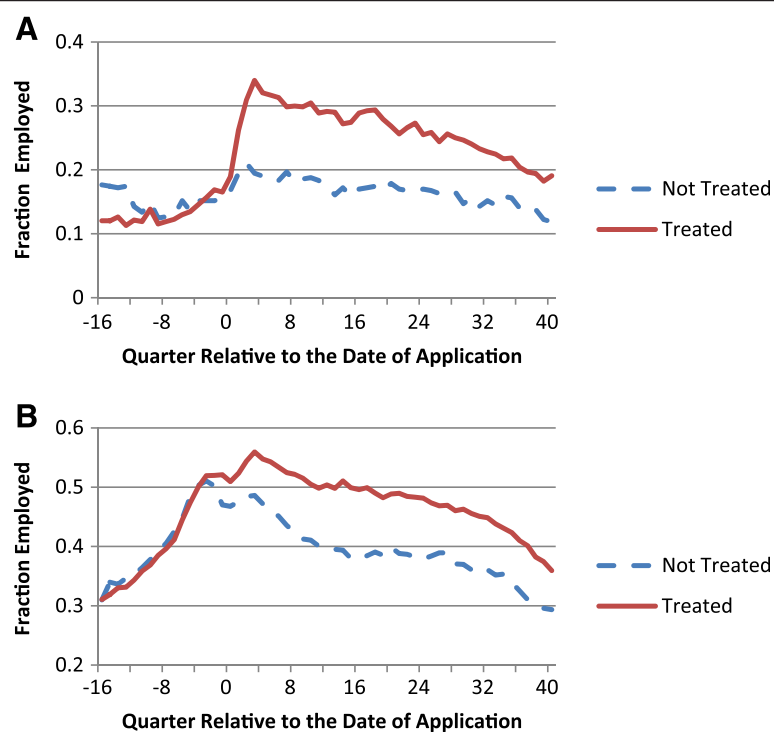 A
0.4
0.3
0.2
0.1
0
Fraction Employed
-16 -8 0 8 16 24 32 40
Quarter Relative to the Date of Application
Not Treated
Treated
B
0.6
0.5
0.4
0.3
0.2
Fraction Employed
-16 -8 0 8 16 24 32 40
Quarter Relative to the Date of Application
Not Treated
Treated